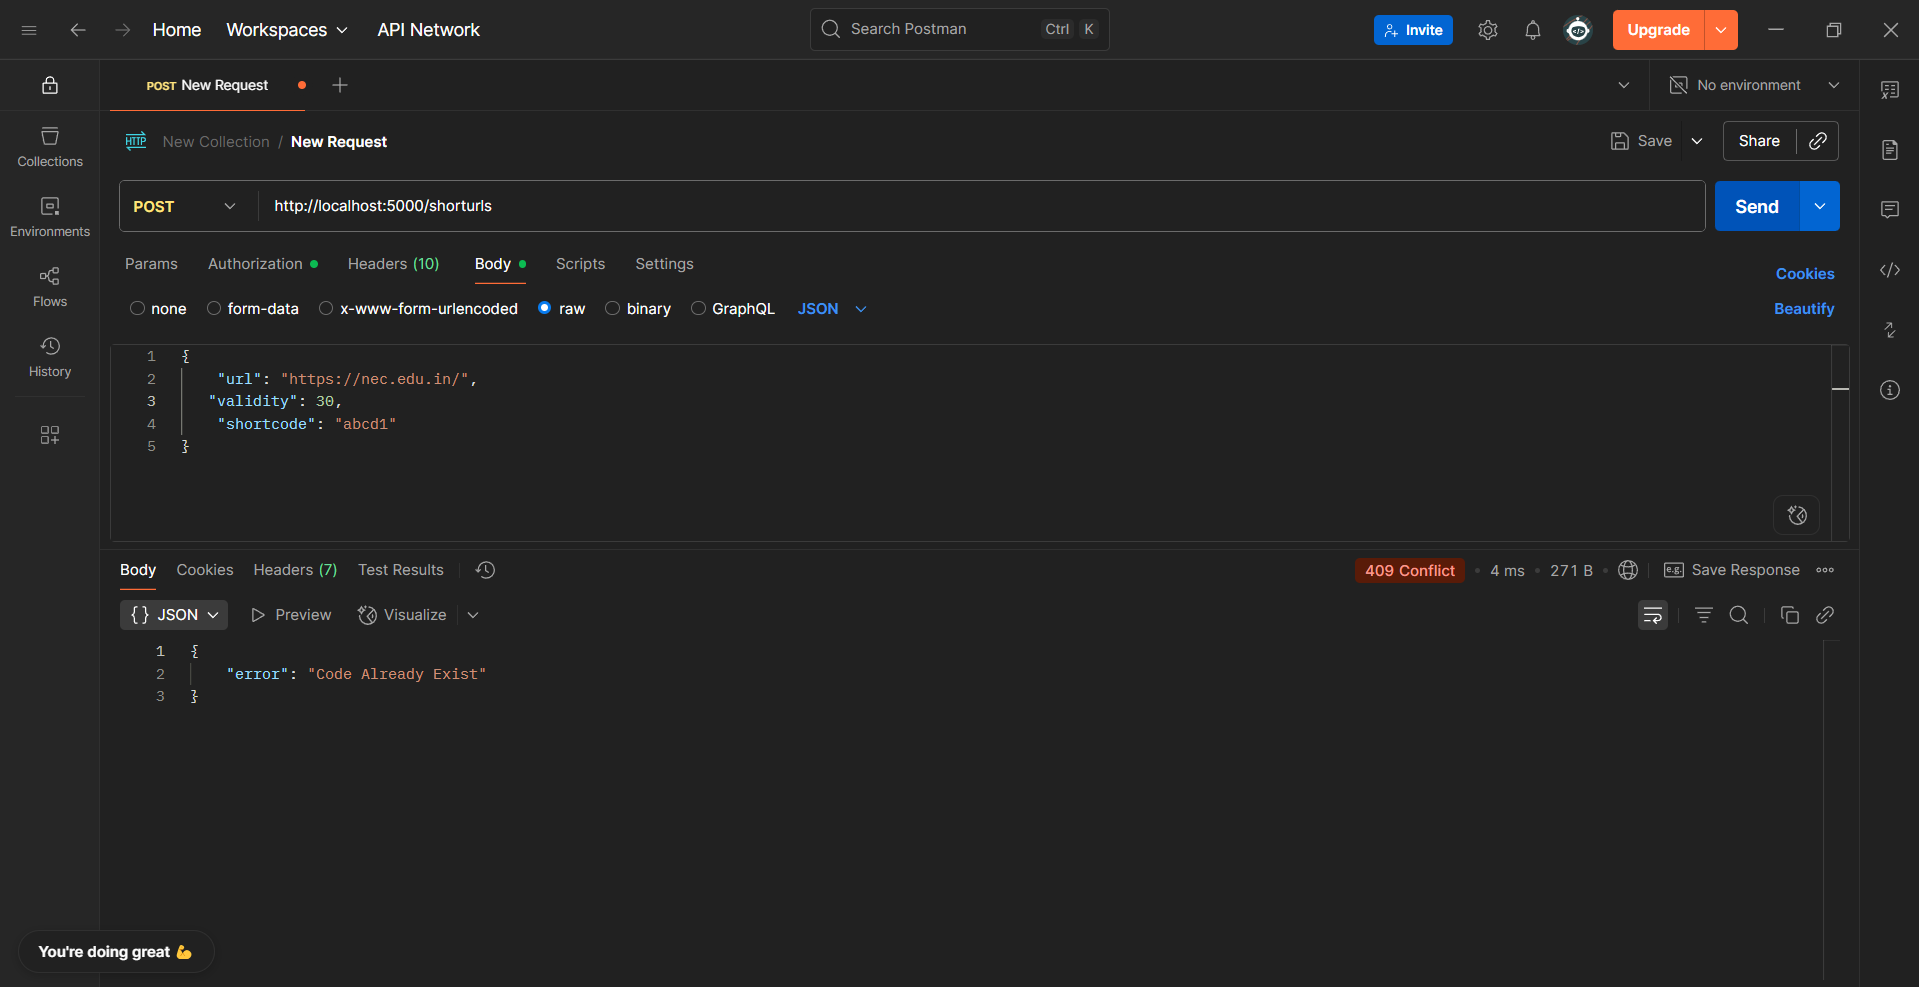 Home Workspaces API Network Search Postman Ctrl K Invite Upgrade
POST New Request No environment
HTTP New Collection / New Request Save Share
Collections
Environments
Flows
History
POST http://localhost:5000/shorturls Send
Params Authorization Headers (10) Body Scripts Settings Cookies
none form-data x-www-form-urlencoded raw binary GraphQL JSON Beautify
1 {
2 "url": "https://nec.edu.in/",
3 "validity": 30,
4 "shortcode": "abcd1"
5 }
Body Cookies Headers (7) Test Results 409 Conflict 4 ms 271 B e.g. Save Response
{} JSON Preview Visualize
1 {
2 "error": "Code Already Exist"
3 }
You're doing great 💪